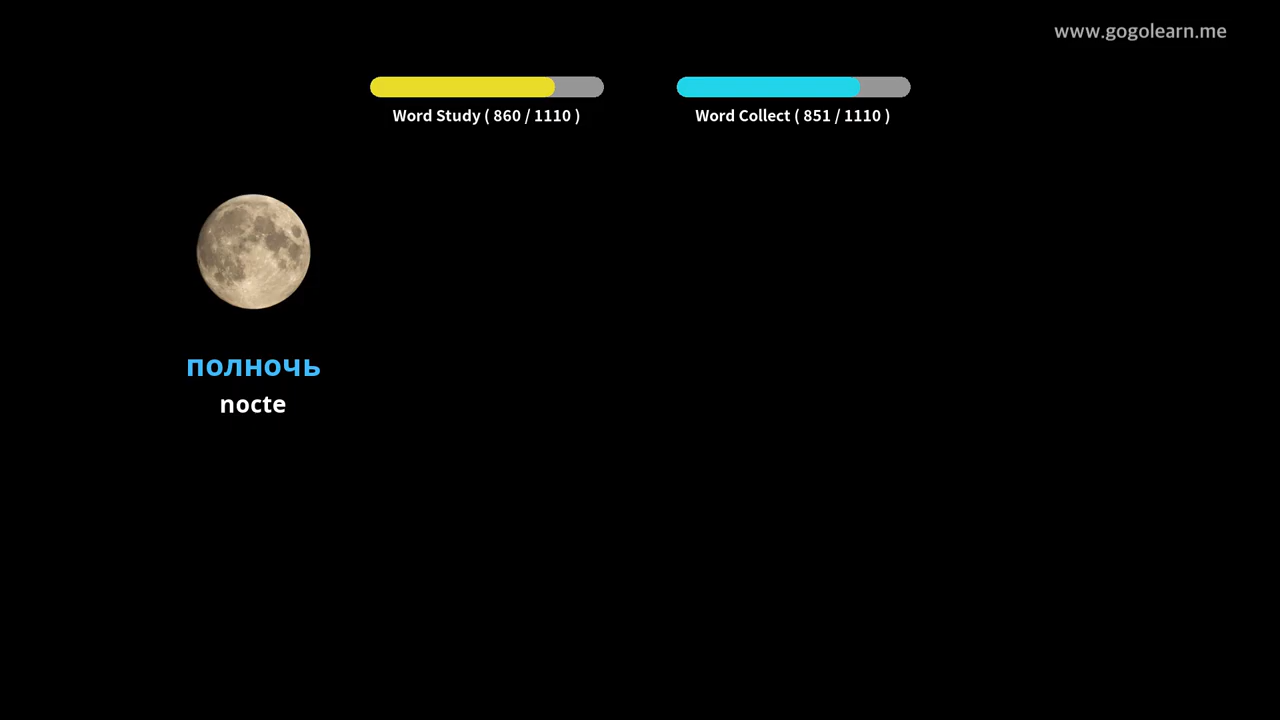 www.gogolearn.me
Word Study ( 860 / 1110 )
Word Collect ( 851 / 1110 )
полночь
nocte